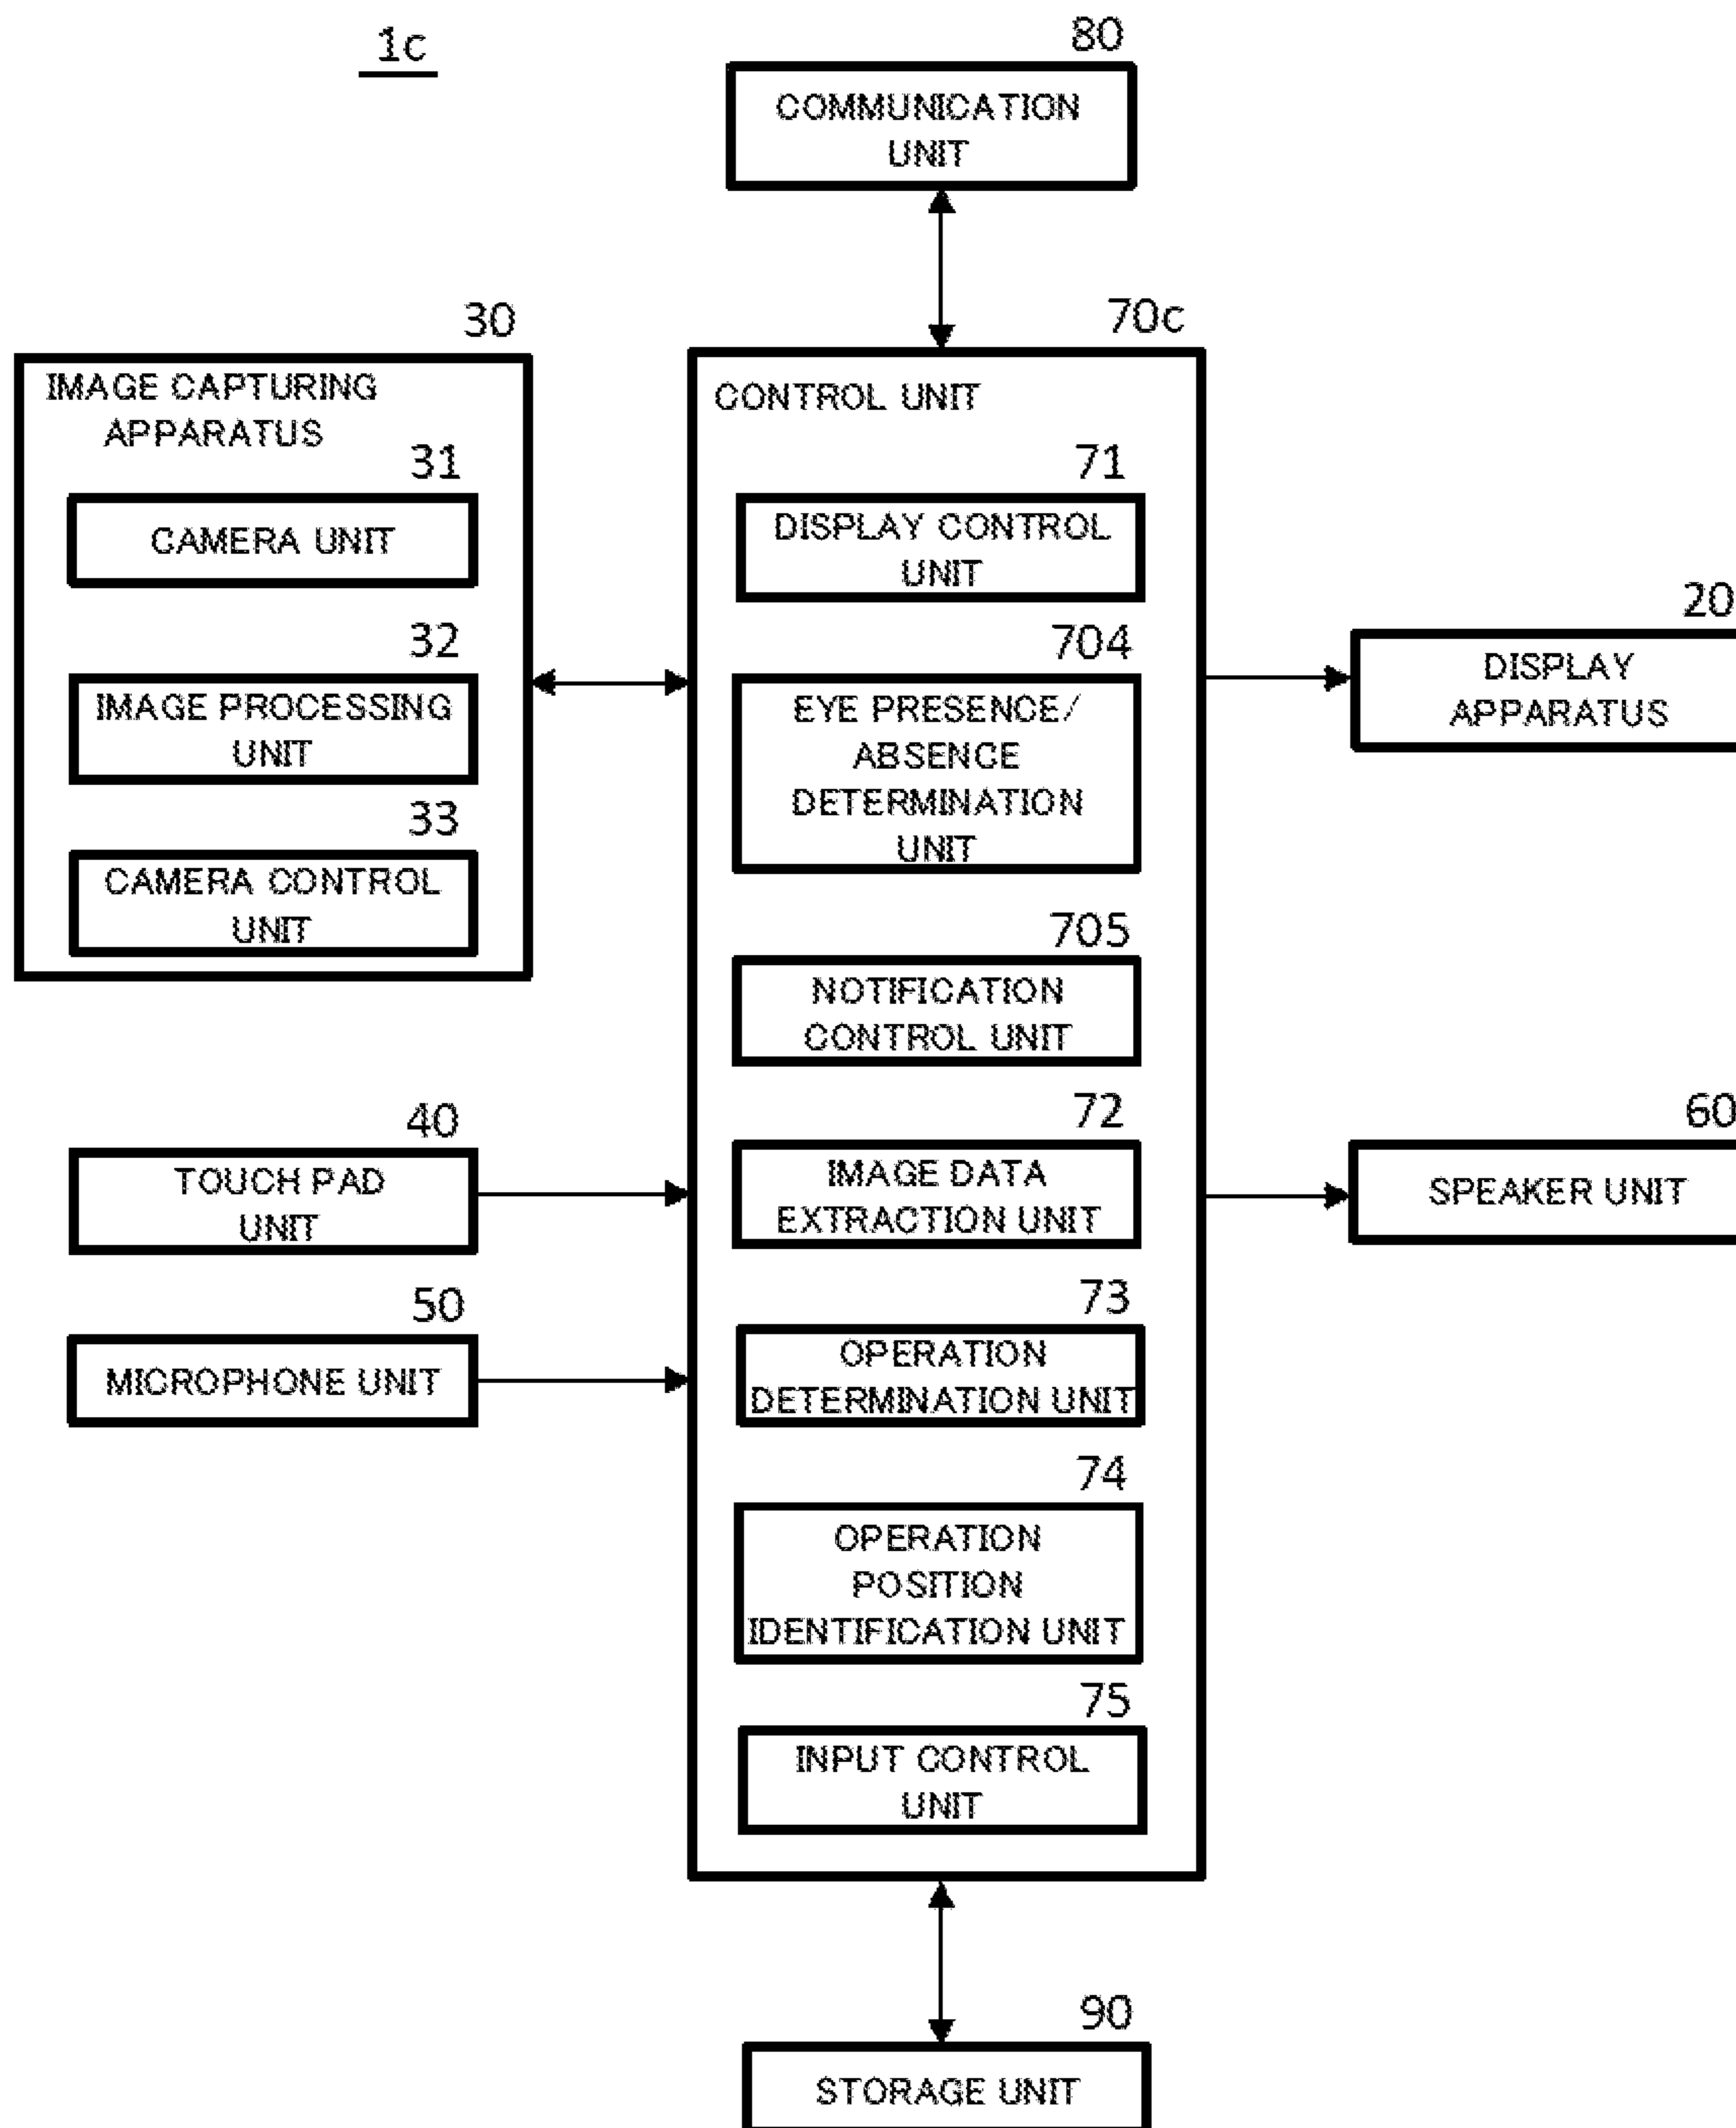 1c
80
COMMUNICATION
UNIT
30
IMAGE CAPTURING
APPARATUS
31
CAMERA UNIT
32
IMAGE PROCESSING
UNIT
33
CAMERA CONTROL
UNIT
40
TOUCH PAD
UNIT
50
MICROPHONE UNIT
70c
CONTROL UNIT
71
DISPLAY CONTROL
UNIT
704
EYE PRESENCE/
ABSENCE
DETERMINATION
UNIT
705
NOTIFICATION
CONTROL UNIT
72
IMAGE DATA
EXTRACTION UNIT
73
OPERATION
DETERMINATION UNIT
74
OPERATION
POSITION
IDENTIFICATION UNIT
75
INPUT CONTROL
UNIT
20
DISPLAY
APPARATUS
60
SPEAKER UNIT
90
STORAGE UNIT